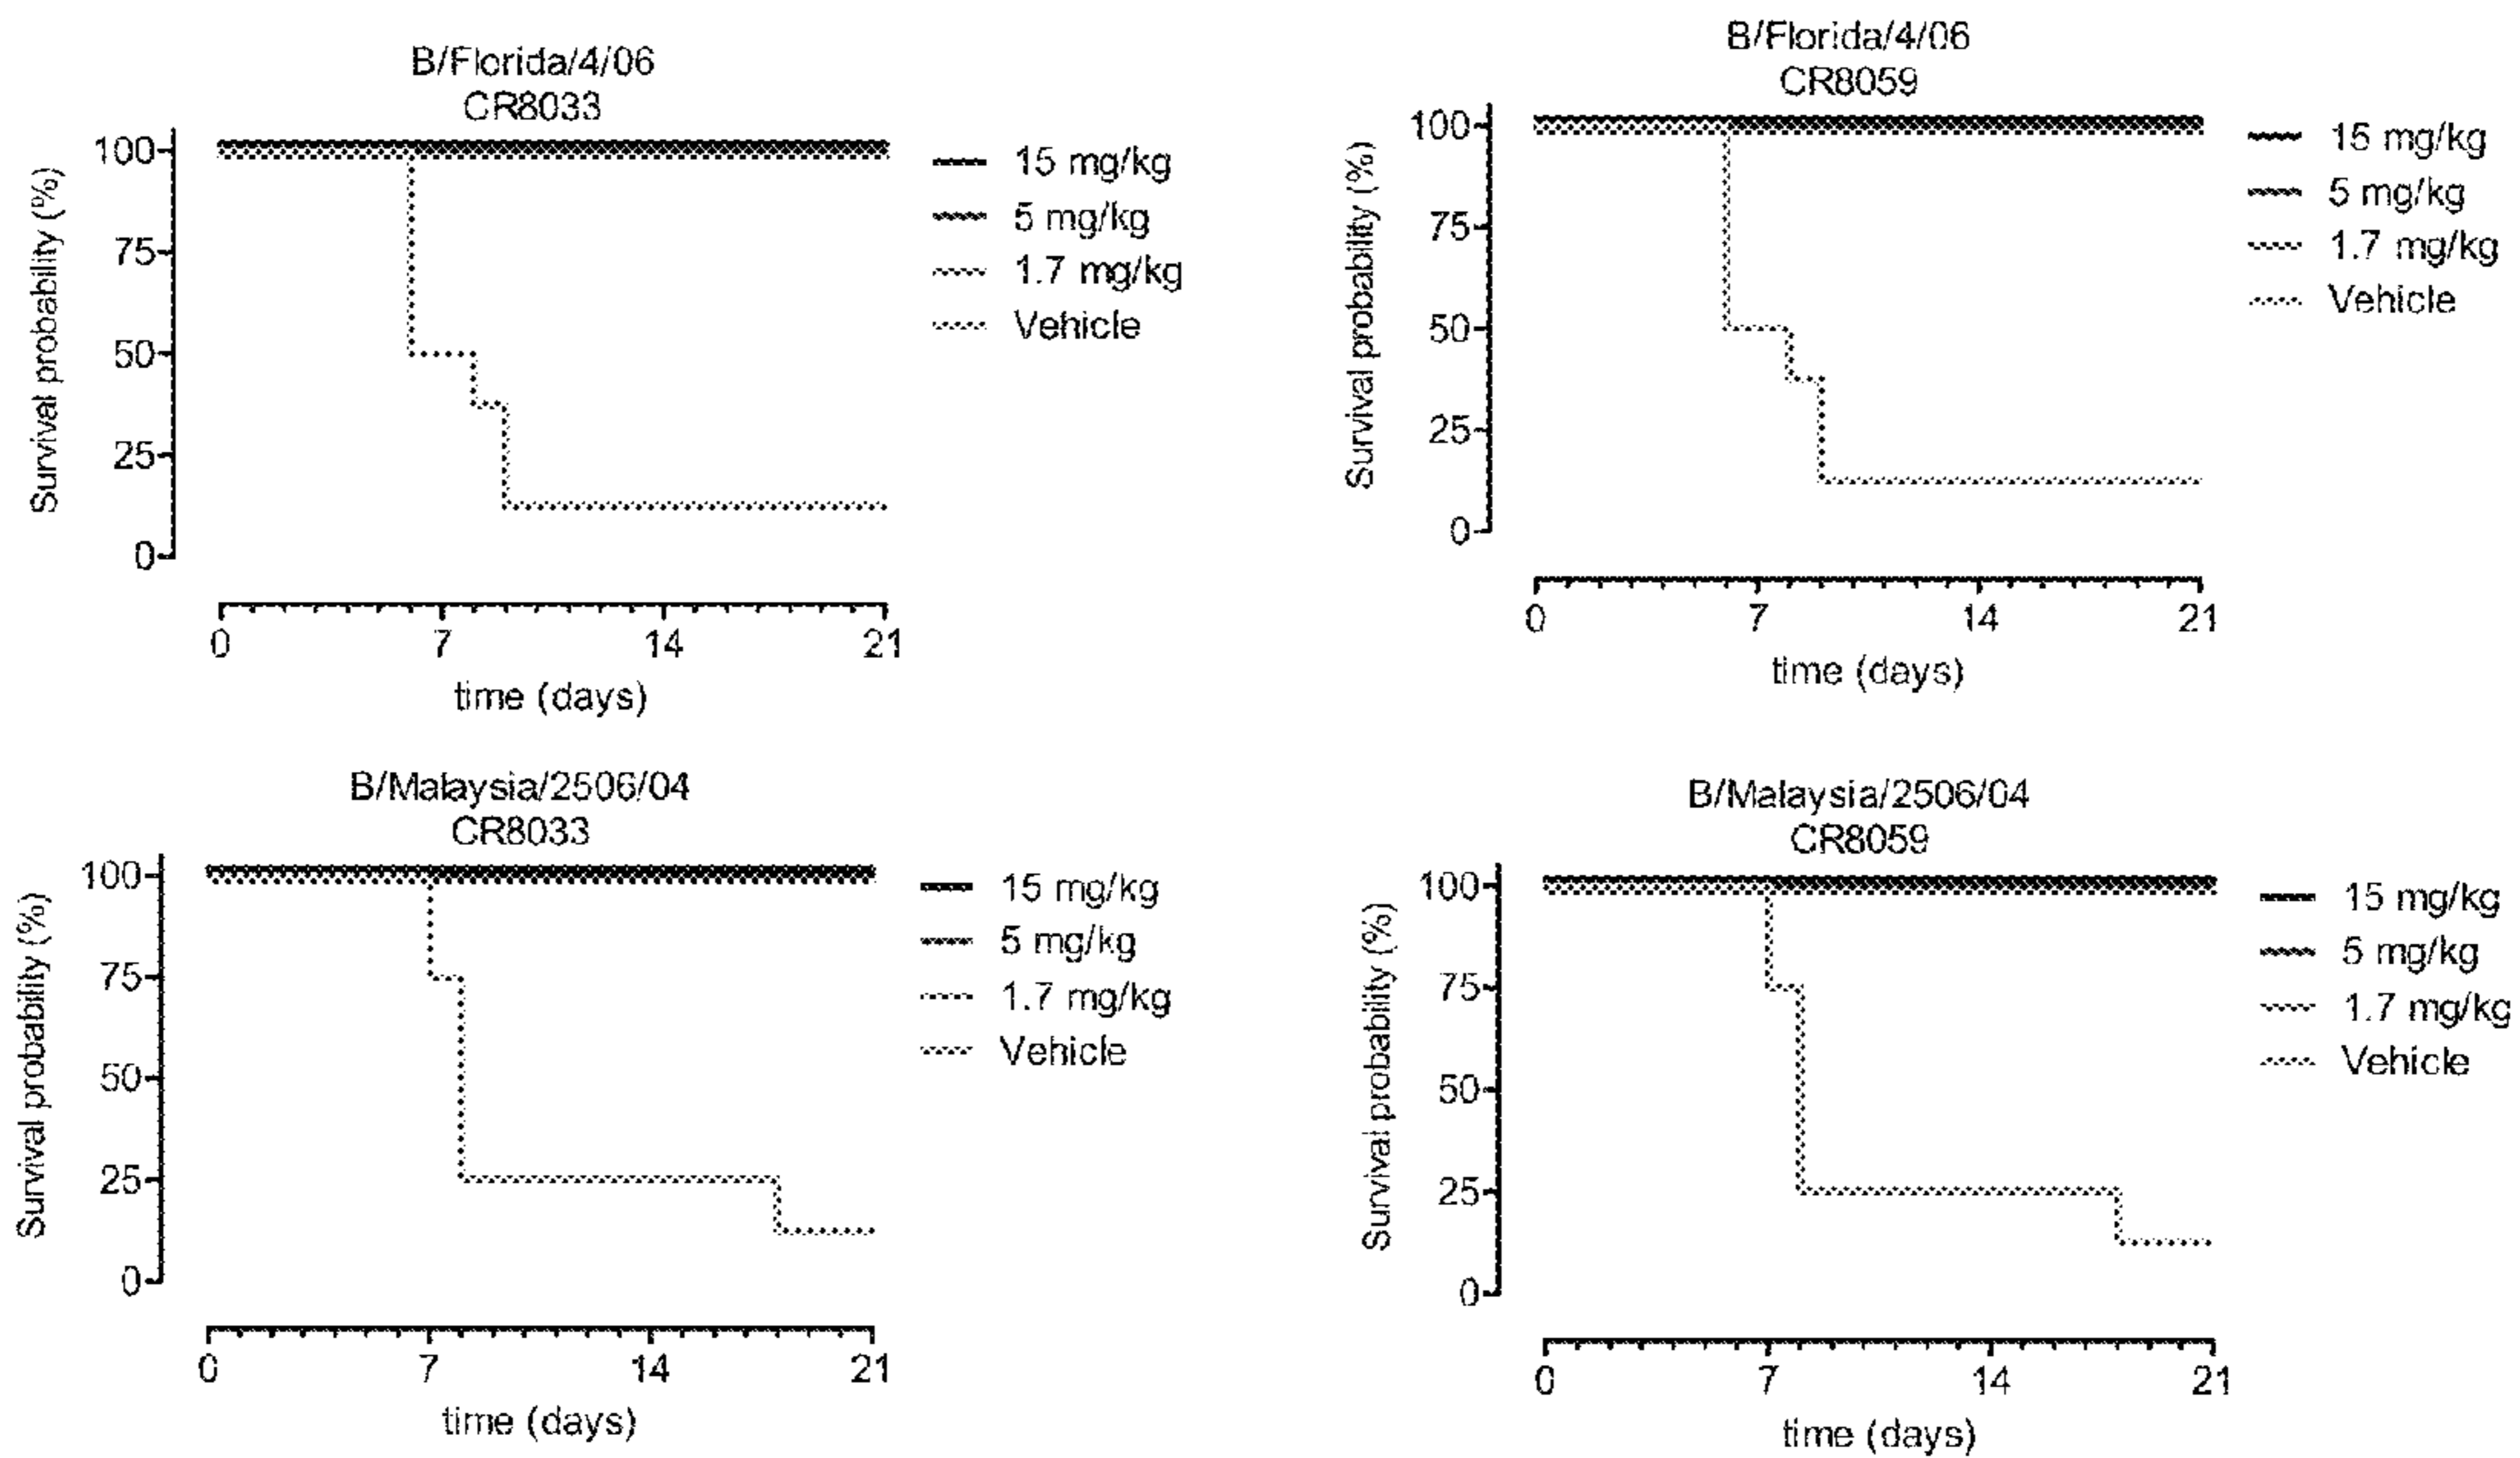 B/Florida/4/06
CR8033
Survival probability (%)
100
75
50
25
0
0 7 14 21
time (days)
15 mg/kg
5 mg/kg
1.7 mg/kg
Vehicle
B/Florida/4/06
CR8059
Survival probability (%)
100
75
50
25
0
0 7 14 21
time (days)
15 mg/kg
5 mg/kg
1.7 mg/kg
Vehicle
B/Malaysia/2506/04
CR8033
Survival probability (%)
100
75
50
25
0
0 7 14 21
time (days)
15 mg/kg
5 mg/kg
1.7 mg/kg
Vehicle
B/Malaysia/2506/04
CR8059
Survival probability (%)
100
75
50
25
0
0 7 14 21
time (days)
15 mg/kg
5 mg/kg
1.7 mg/kg
Vehicle